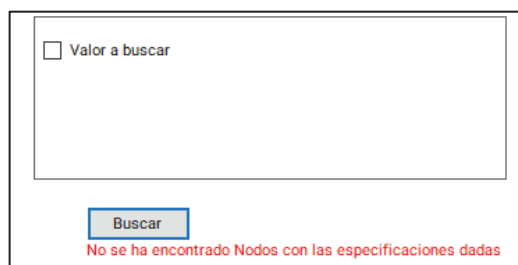 Valor a buscar
Buscar
No se ha encontrado Nodos con las especificaciones dadas